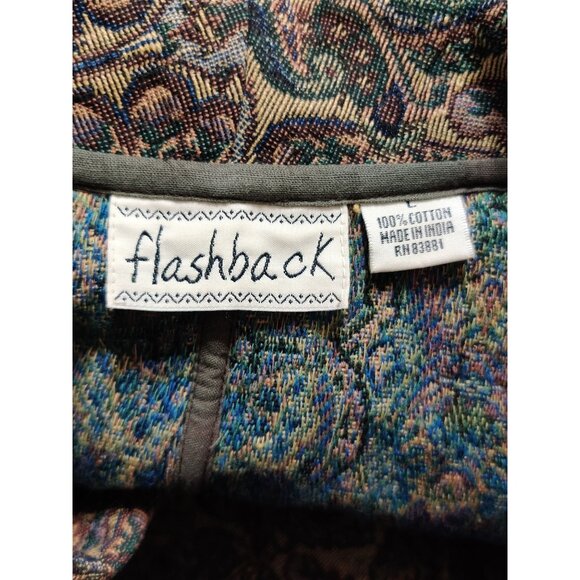 flashback
L
100% COTTON
MADE IN INDIA
RN 83881